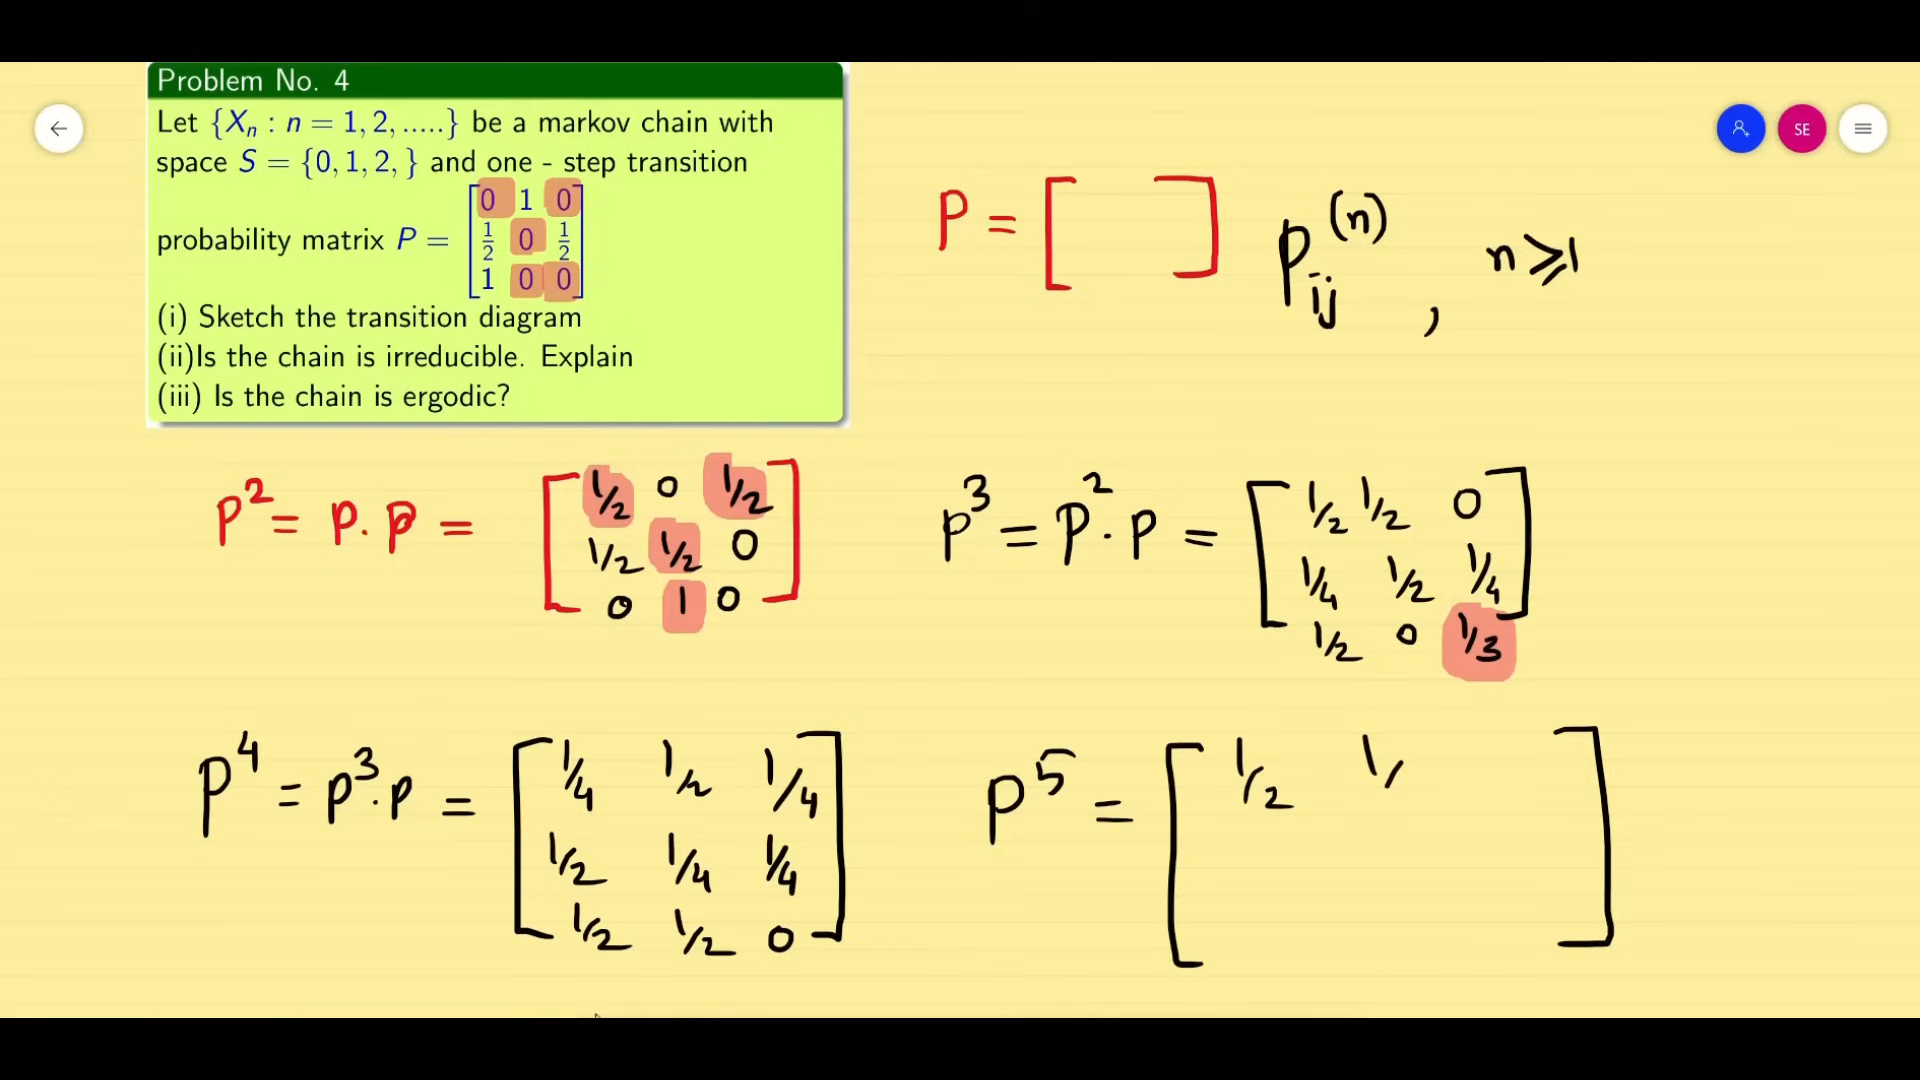 Problem No. 4
Let {Xn : n = 1, 2, .....} be a markov chain with
space S = {0, 1, 2, } and one - step transition
probability matrix P =
0 1 0
1/2 0 1/2
1 0 0
(i) Sketch the transition diagram
(ii)Is the chain is irreducible. Explain
(iii) Is the chain is ergodic?
SE
P = [ ] P_ij^(n) , n ⩾ 1
P² = P . P =
1/2 0 1/2
1/2 1/2 0
0 1 0
P³ = P² . P =
1/2 1/2 0
1/4 1/2 1/4
1/2 0 1/3
P⁴ = P³ . P =
1/4 1/2 1/4
1/2 1/4 1/4
1/2 1/2 0
P⁵ = [ 1/2 1/ ]